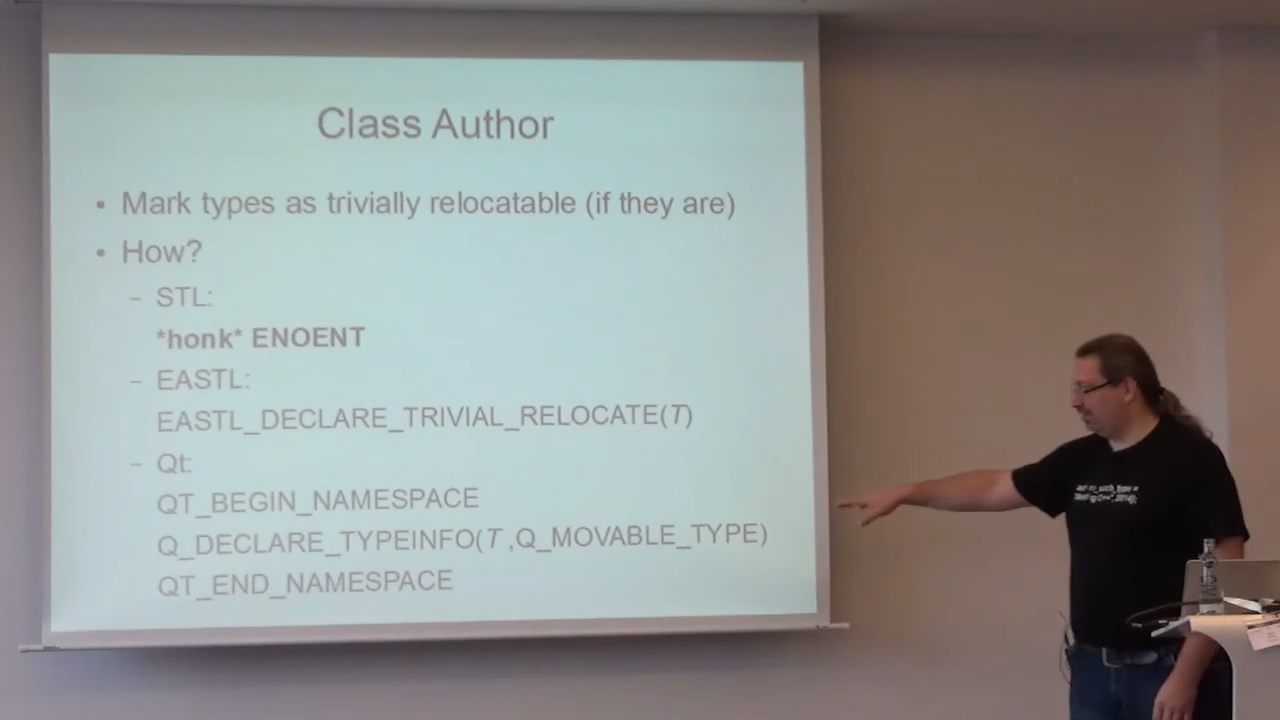 Class Author
• Mark types as trivially relocatable (if they are)
• How?
– STL:
*honk* ENOENT
– EASTL:
EASTL_DECLARE_TRIVIAL_RELOCATE(T)
– Qt:
QT_BEGIN_NAMESPACE
Q_DECLARE_TYPEINFO(T ,Q_MOVABLE_TYPE)
QT_END_NAMESPACE